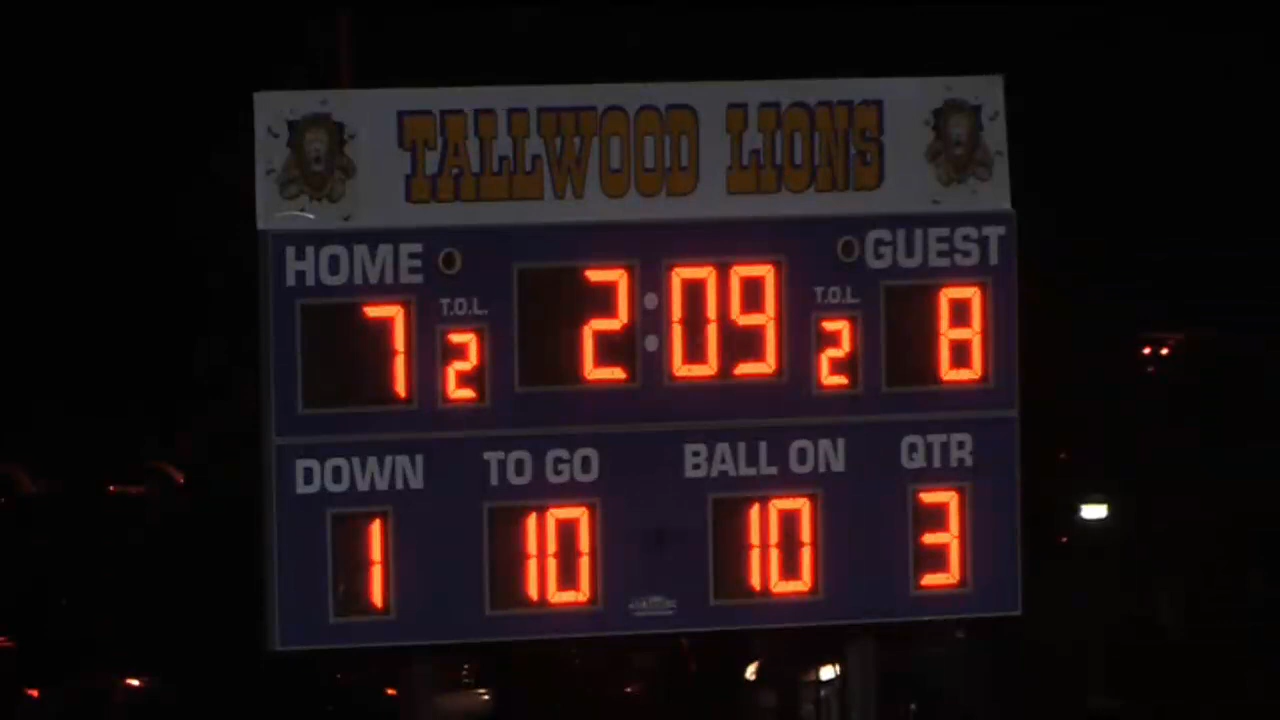 TALLWOOD LIONS
HOME 2:09 GUEST
T.O.L. T.O.L.
7 2 2 8
DOWN TO GO BALL ON QTR
1 10 10 3